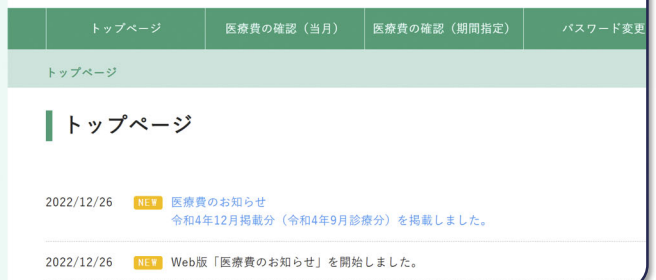 トップページ 医療費の確認（当月） 医療費の確認（期間指定） パスワード変更
トップページ
トップページ
2022/12/26 NEW 医療費のお知らせ
令和4年12月掲載分（令和4年9月診療分）を掲載しました。
2022/12/26 NEW Web版「医療費のお知らせ」を開始しました。